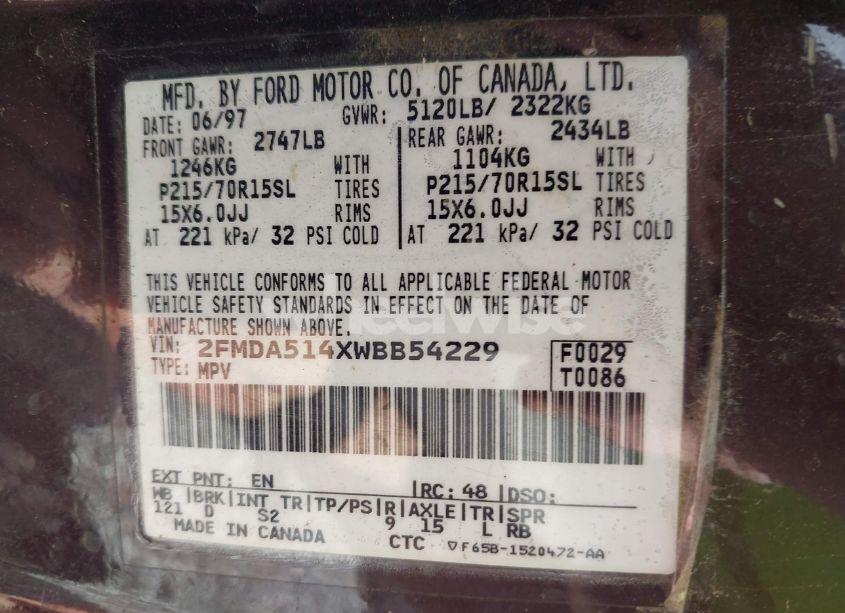 MFD. BY FORD MOTOR CO. OF CANADA, LTD.
DATE: 06/97 GVWR: 5120LB/ 2322KG
FRONT GAWR: 2747LB REAR GAWR: 2434LB
1246KG WITH 1104KG WITH
P215/70R15SL TIRES P215/70R15SL TIRES
15X6.0JJ RIMS 15X6.0JJ RIMS
AT 221 kPa/ 32 PSI COLD AT 221 kPa/ 32 PSI COLD
THIS VEHICLE CONFORMS TO ALL APPLICABLE FEDERAL MOTOR
VEHICLE SAFETY STANDARDS IN EFFECT ON THE DATE OF
MANUFACTURE SHOWN ABOVE.
wheelwise
VIN: 2FMDA514XWBB54229 F0029
TYPE: MPV T0086
EXT PNT: EN RC: 48 DSO:
WB BRK INT TR TP/PS R AXLE TR SPR
121 D S2 9 15 L RB
MADE IN CANADA CTC F65B-1520472-AA